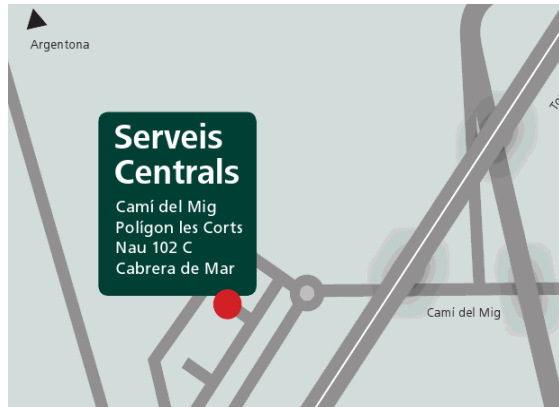 Argentona
Serveis
Centrals
Camí del Mig
Polígon les Corts
Nau 102 C
Cabrera de Mar
Camí del Mig